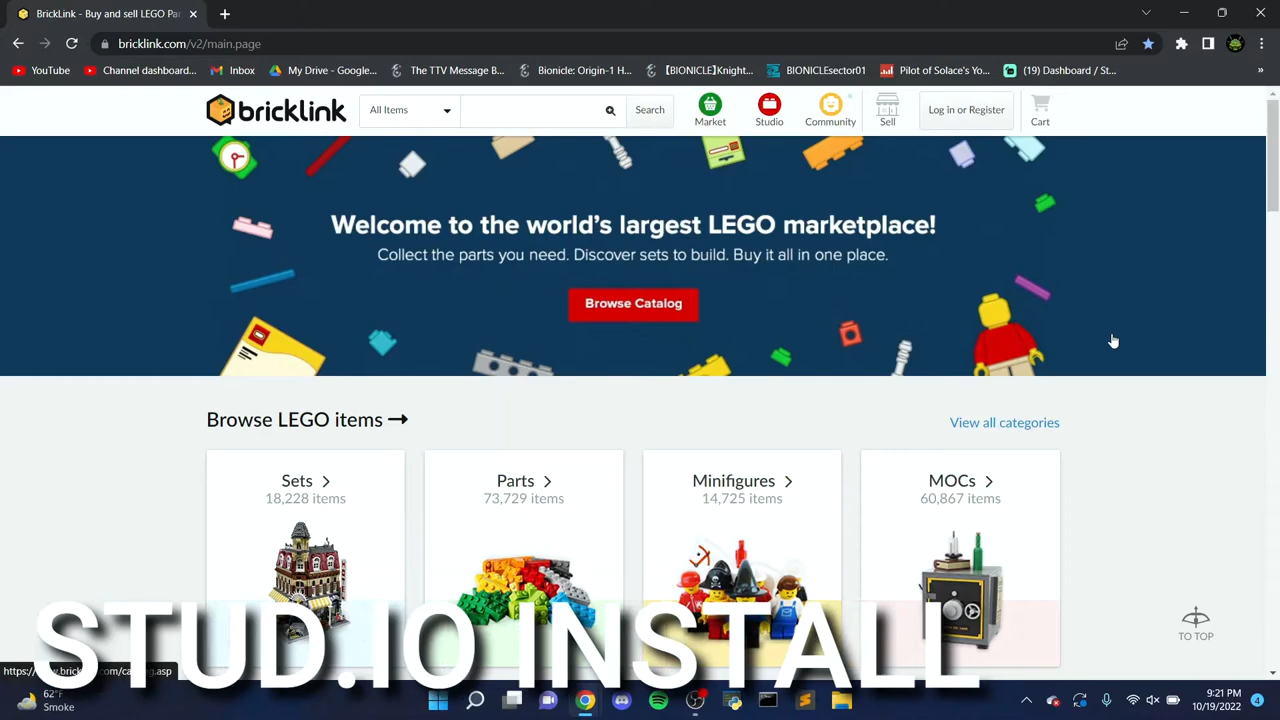 BrickLink - Buy and sell LEGO Pa
bricklink.com/v2/main.page
YouTube
Channel dashboard...
Inbox
My Drive - Google...
The TTV Message B...
Bionicle: Origin-1 H...
【BIONICLE】Knight...
BIONICLEsector01
Pilot of Solace's Yo...
(19) Dashboard / St...
»
bricklink
All Items
Search
Market
Studio
Community
Sell
Log in or Register
Cart
Welcome to the world's largest LEGO marketplace!
Collect the parts you need. Discover sets to build. Buy it all in one place.
Browse Catalog
Browse LEGO items →
View all categories
Sets >
18,228 items
Parts >
73,729 items
Minifigures >
14,725 items
MOCs >
60,867 items
STUD.IO INSTALL
TO TOP
62°F
Smoke
9:21 PM
10/19/2022
4